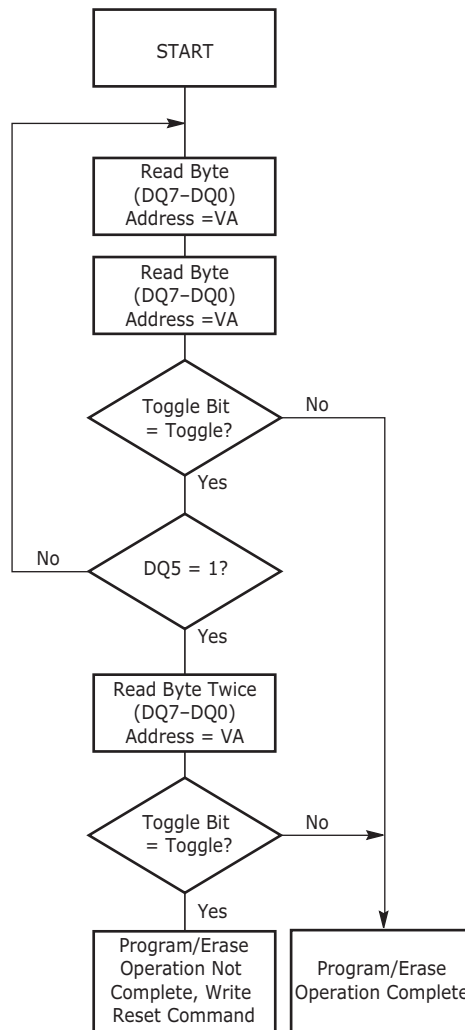 START
Read Byte
(DQ7–DQ0)
Address =VA
Read Byte
(DQ7–DQ0)
Address =VA
Toggle Bit
= Toggle?
No
Yes
No
DQ5 = 1?
Yes
Read Byte Twice
(DQ7–DQ0)
Address = VA
Toggle Bit
= Toggle?
No
Yes
Program/Erase
Operation Not
Complete, Write
Reset Command
Program/Erase
Operation Complete